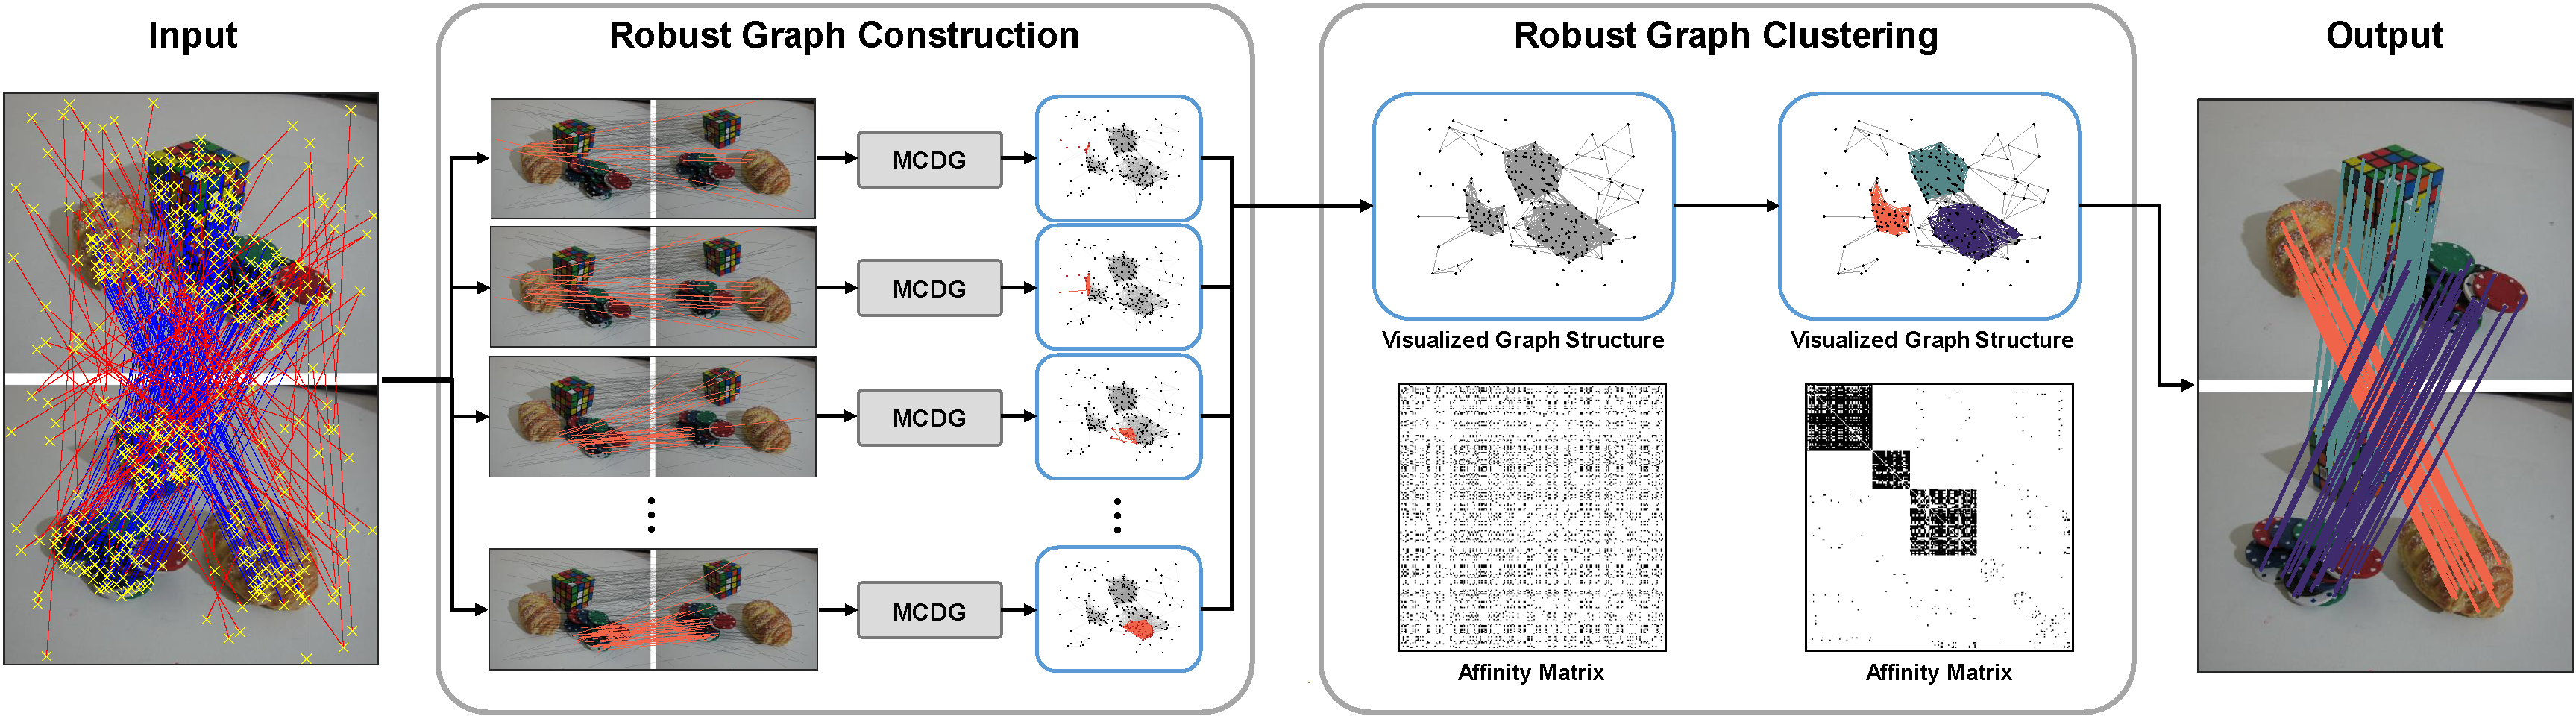 Input
Robust Graph Construction
Robust Graph Clustering
Output
MCDG
MCDG
MCDG
MCDG
Visualized Graph Structure
Visualized Graph Structure
Affinity Matrix
Affinity Matrix